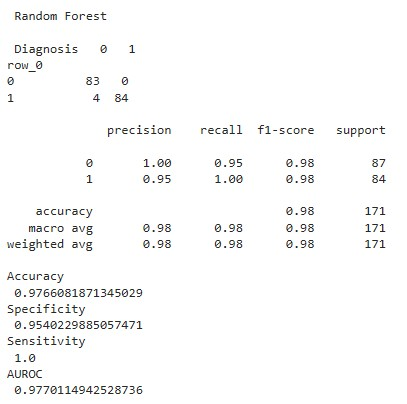 Random Forest
Diagnosis 0 1
row_0
0 83 0
1 4 84
precision recall f1-score support
0 1.00 0.95 0.98 87
1 0.95 1.00 0.98 84
accuracy 0.98 171
macro avg 0.98 0.98 0.98 171
weighted avg 0.98 0.98 0.98 171
Accuracy
0.9766081871345029
Specificity
0.9540229885057471
Sensitivity
1.0
AUROC
0.9770114942528736